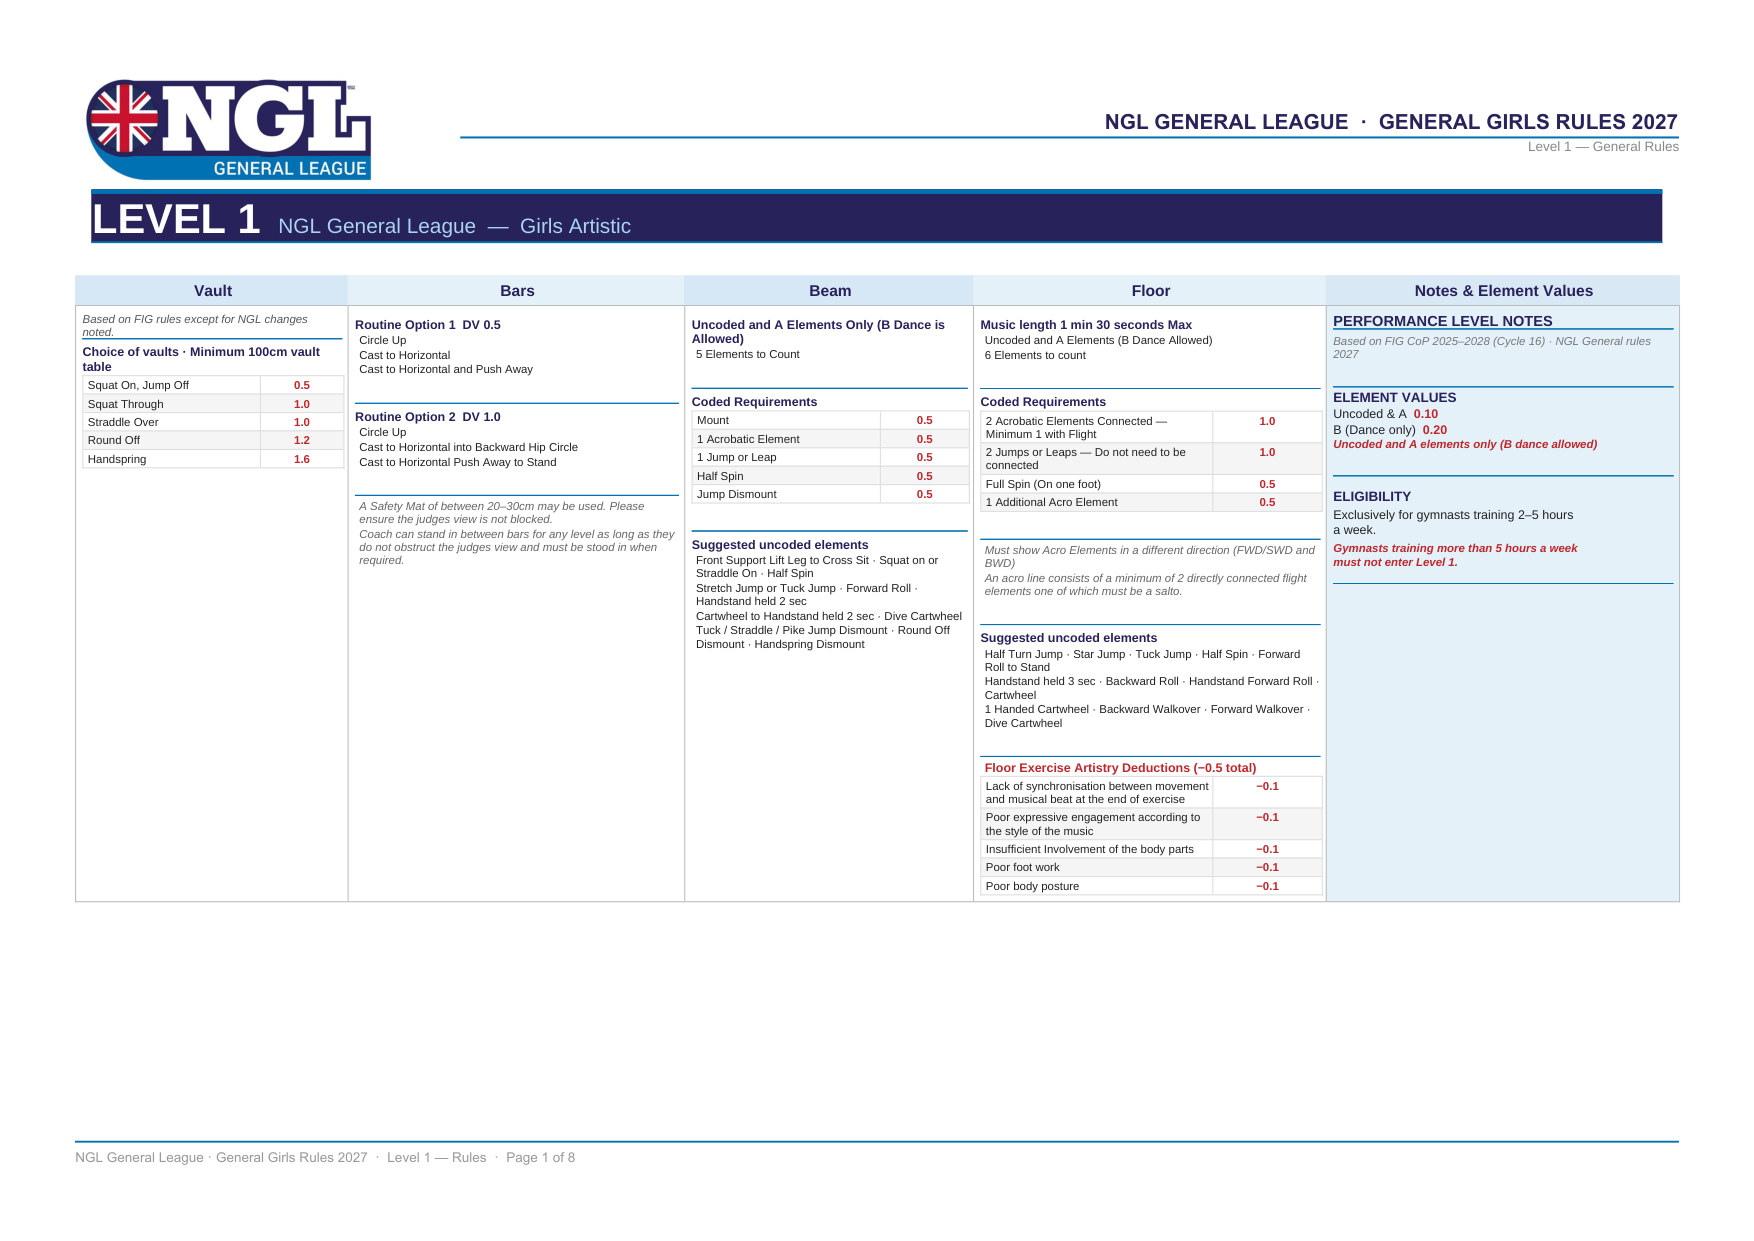 NGL
™
GENERAL LEAGUE
NGL GENERAL LEAGUE · GENERAL GIRLS RULES 2027
Level 1 — General Rules
LEVEL 1 NGL General League — Girls Artistic
Vault
Based on FIG rules except for NGL changes
noted.
Choice of vaults · Minimum 100cm vault
table
Squat On, Jump Off 0.5
Squat Through 1.0
Straddle Over 1.0
Round Off 1.2
Handspring 1.6
Bars
Routine Option 1 DV 0.5
Circle Up
Cast to Horizontal
Cast to Horizontal and Push Away
Routine Option 2 DV 1.0
Circle Up
Cast to Horizontal into Backward Hip Circle
Cast to Horizontal Push Away to Stand
A Safety Mat of between 20–30cm may be used. Please
ensure the judges view is not blocked.
Coach can stand in between bars for any level as long as they
do not obstruct the judges view and must be stood in when
required.
Beam
Uncoded and A Elements Only (B Dance is
Allowed)
5 Elements to Count
Coded Requirements
Mount 0.5
1 Acrobatic Element 0.5
1 Jump or Leap 0.5
Half Spin 0.5
Jump Dismount 0.5
Suggested uncoded elements
Front Support Lift Leg to Cross Sit · Squat on or
Straddle On · Half Spin
Stretch Jump or Tuck Jump · Forward Roll ·
Handstand held 2 sec
Cartwheel to Handstand held 2 sec · Dive Cartwheel
Tuck / Straddle / Pike Jump Dismount · Round Off
Dismount · Handspring Dismount
Floor
Music length 1 min 30 seconds Max
Uncoded and A Elements (B Dance Allowed)
6 Elements to count
Coded Requirements
2 Acrobatic Elements Connected — 1.0
Minimum 1 with Flight
2 Jumps or Leaps — Do not need to be 1.0
connected
Full Spin (On one foot) 0.5
1 Additional Acro Element 0.5
Must show Acro Elements in a different direction (FWD/SWD and
BWD)
An acro line consists of a minimum of 2 directly connected flight
elements one of which must be a salto.
Suggested uncoded elements
Half Turn Jump · Star Jump · Tuck Jump · Half Spin · Forward
Roll to Stand
Handstand held 3 sec · Backward Roll · Handstand Forward Roll ·
Cartwheel
1 Handed Cartwheel · Backward Walkover · Forward Walkover ·
Dive Cartwheel
Floor Exercise Artistry Deductions (−0.5 total)
Lack of synchronisation between movement −0.1
and musical beat at the end of exercise
Poor expressive engagement according to −0.1
the style of the music
Insufficient Involvement of the body parts −0.1
Poor foot work −0.1
Poor body posture −0.1
Notes & Element Values
PERFORMANCE LEVEL NOTES
Based on FIG CoP 2025–2028 (Cycle 16) · NGL General rules
2027
ELEMENT VALUES
Uncoded & A 0.10
B (Dance only) 0.20
Uncoded and A elements only (B dance allowed)
ELIGIBILITY
Exclusively for gymnasts training 2–5 hours
a week.
Gymnasts training more than 5 hours a week
must not enter Level 1.
NGL General League · General Girls Rules 2027 · Level 1 — Rules · Page 1 of 8